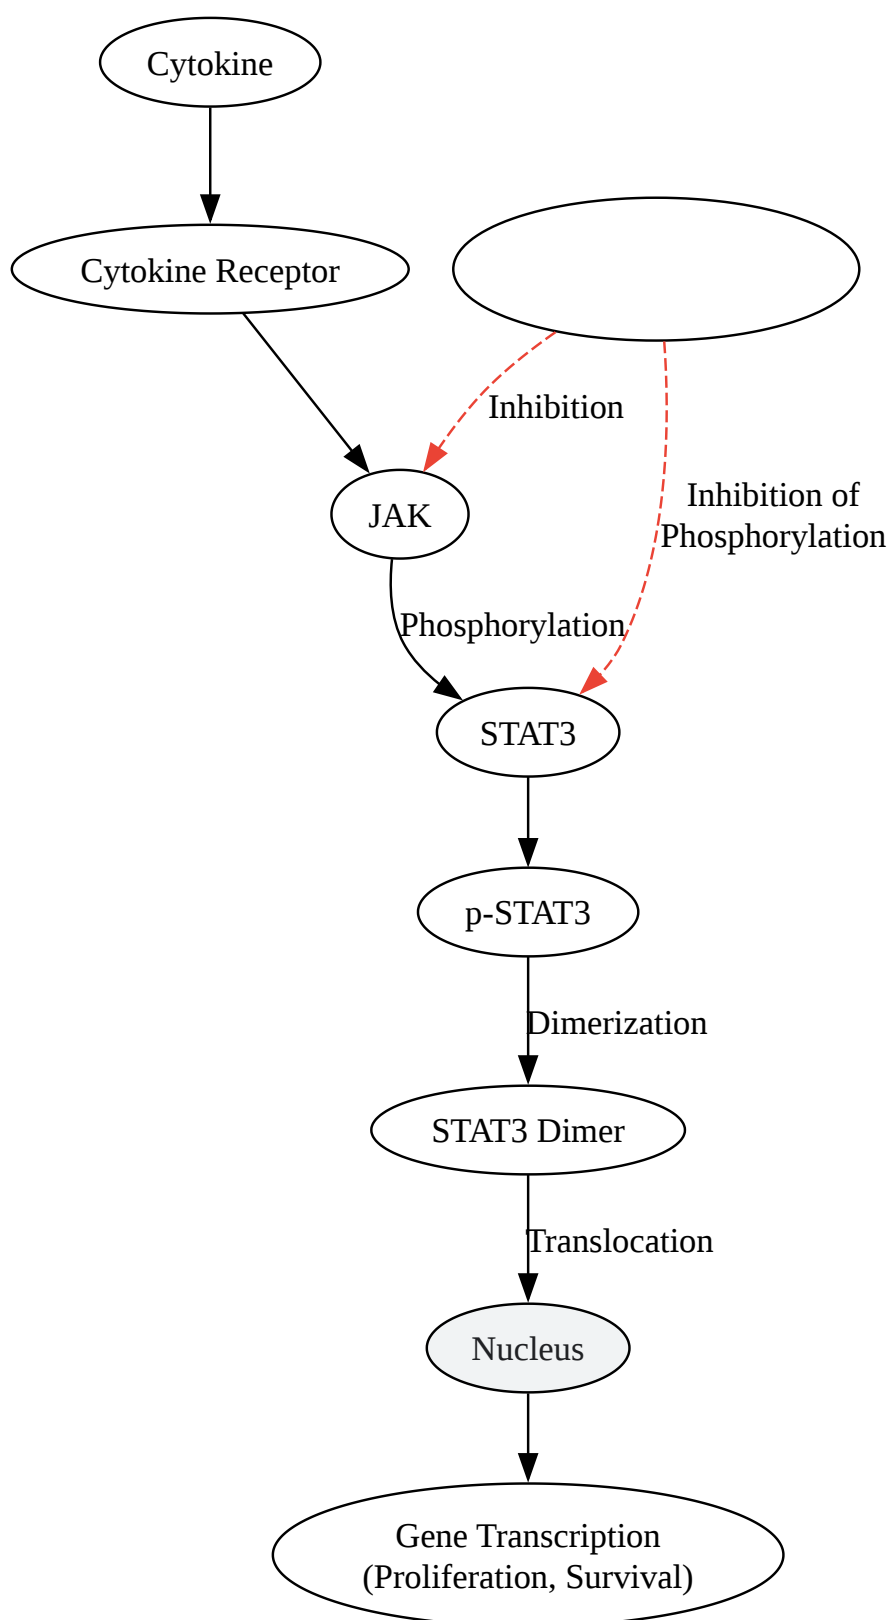 Cytokine
Cytokine Receptor
Inhibition
Inhibition of
Phosphorylation
JAK
Phosphorylation
STAT3
p-STAT3
Dimerization
STAT3 Dimer
Translocation
Nucleus
Gene Transcription
(Proliferation, Survival)